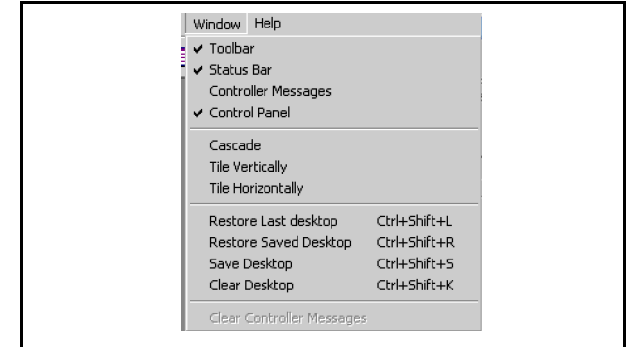 Window Help
✔ Toolbar
✔ Status Bar
Controller Messages
✔ Control Panel
Cascade
Tile Vertically
Tile Horizontally
Restore Last desktop Ctrl+Shift+L
Restore Saved Desktop Ctrl+Shift+R
Save Desktop Ctrl+Shift+S
Clear Desktop Ctrl+Shift+K
Clear Controller Messages